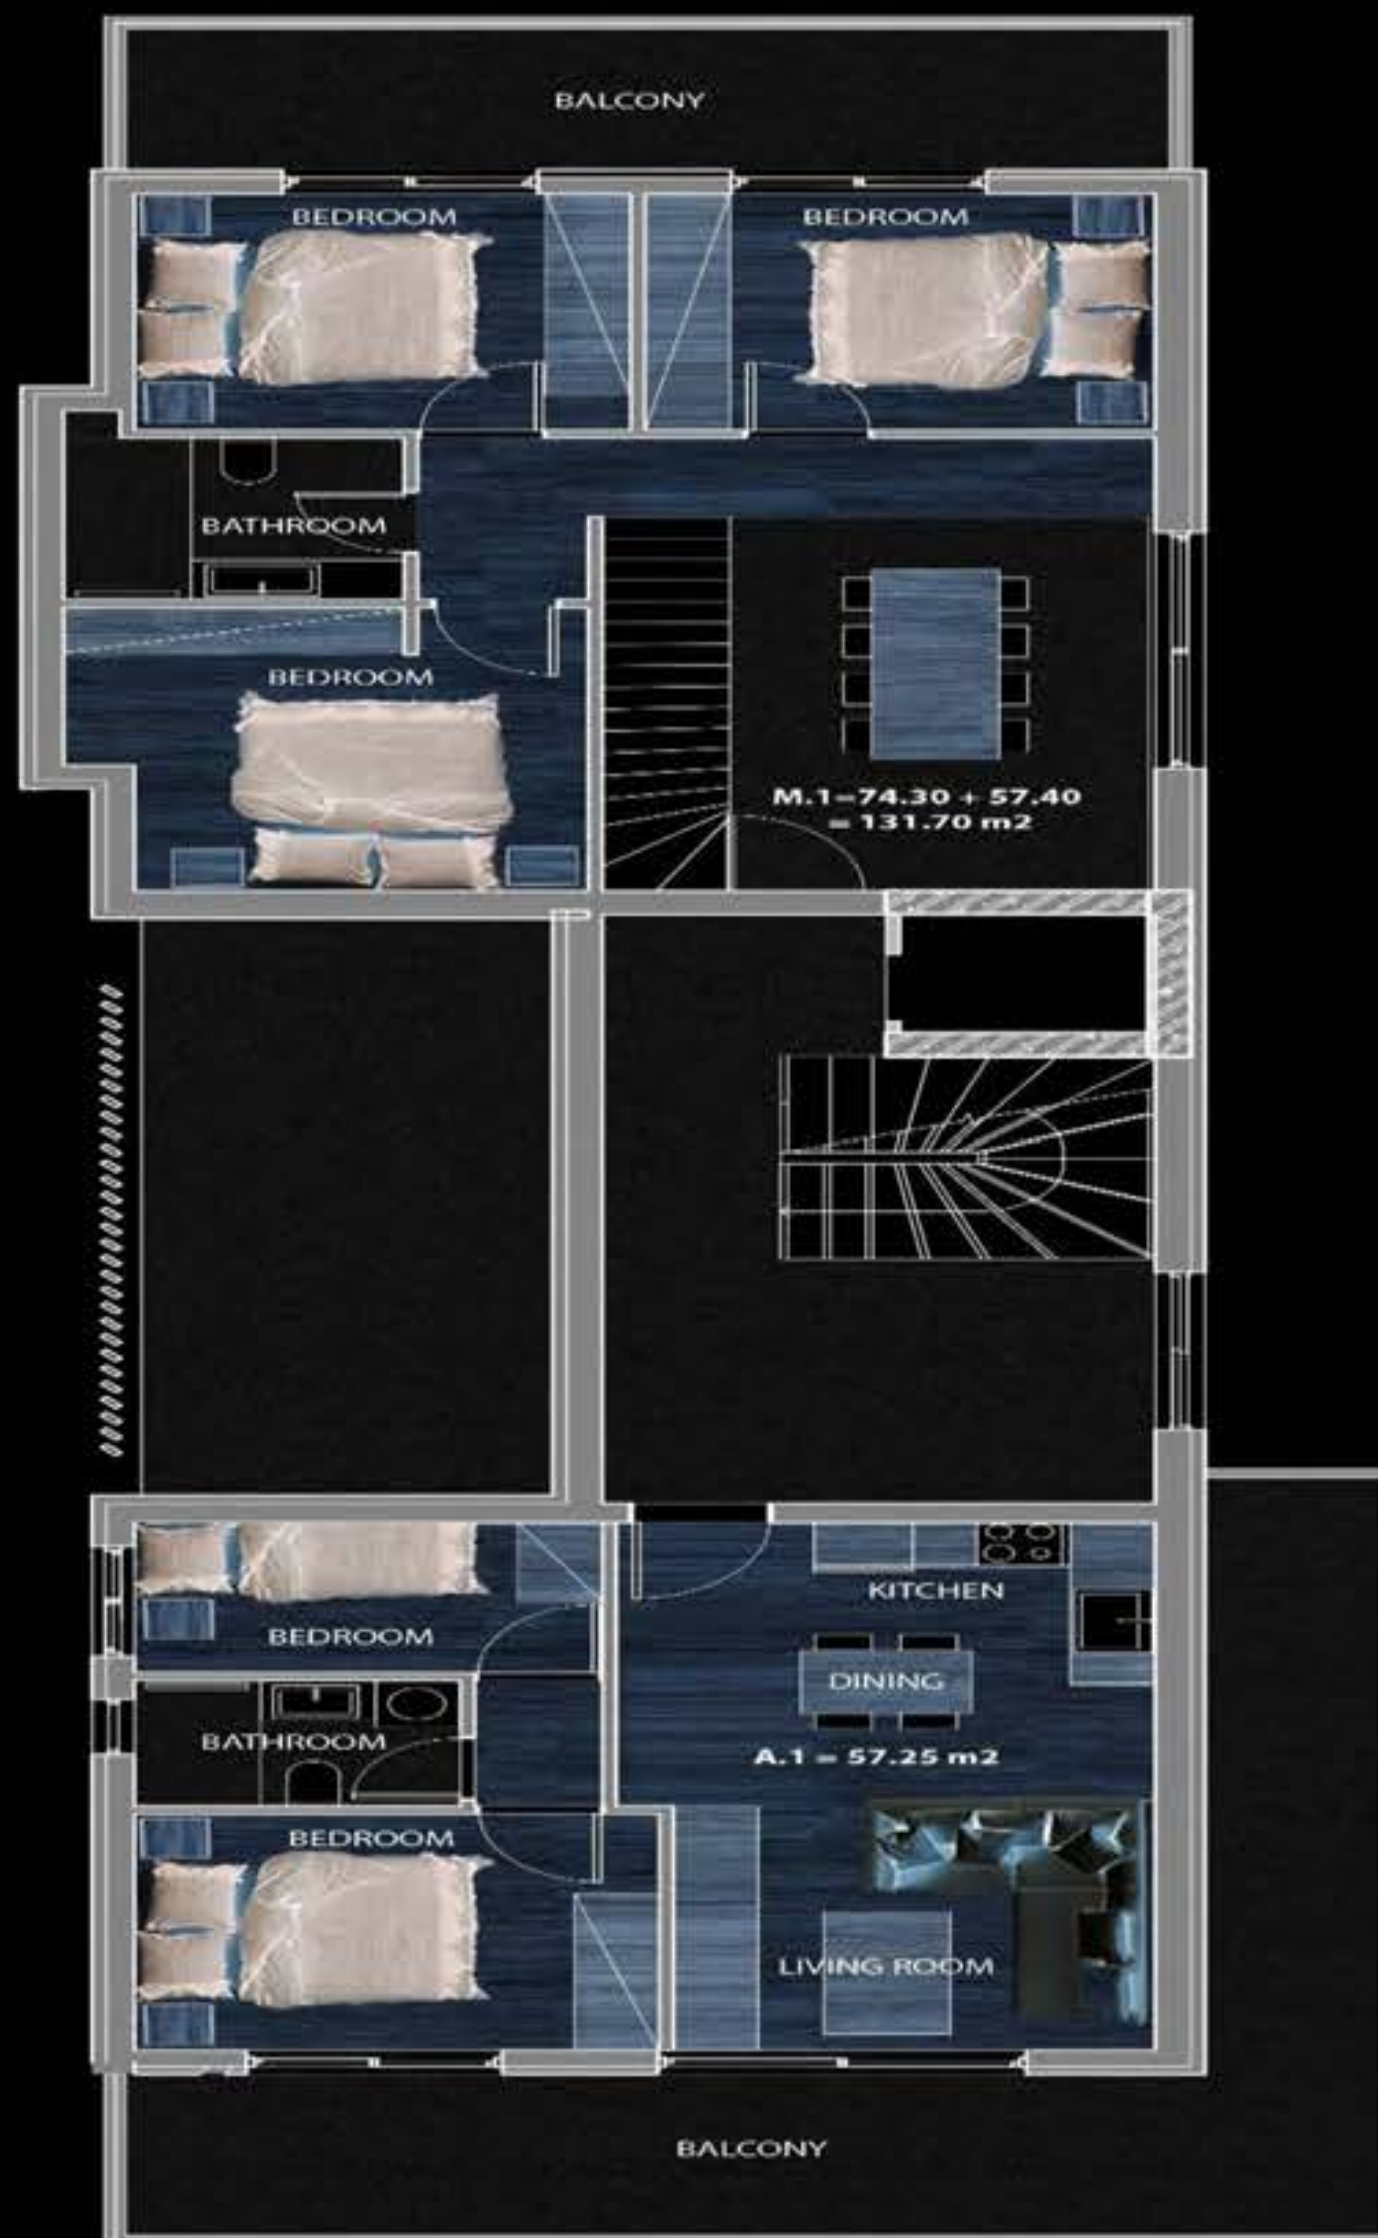 BALCONY
BEDROOM
BEDROOM
BATHROOM
BEDROOM
M.1=74.30 + 57.40
= 131.70 m2
KITCHEN
BEDROOM
DINING
BATHROOM
A.1 = 57.25 m2
BEDROOM
LIVING ROOM
BALCONY